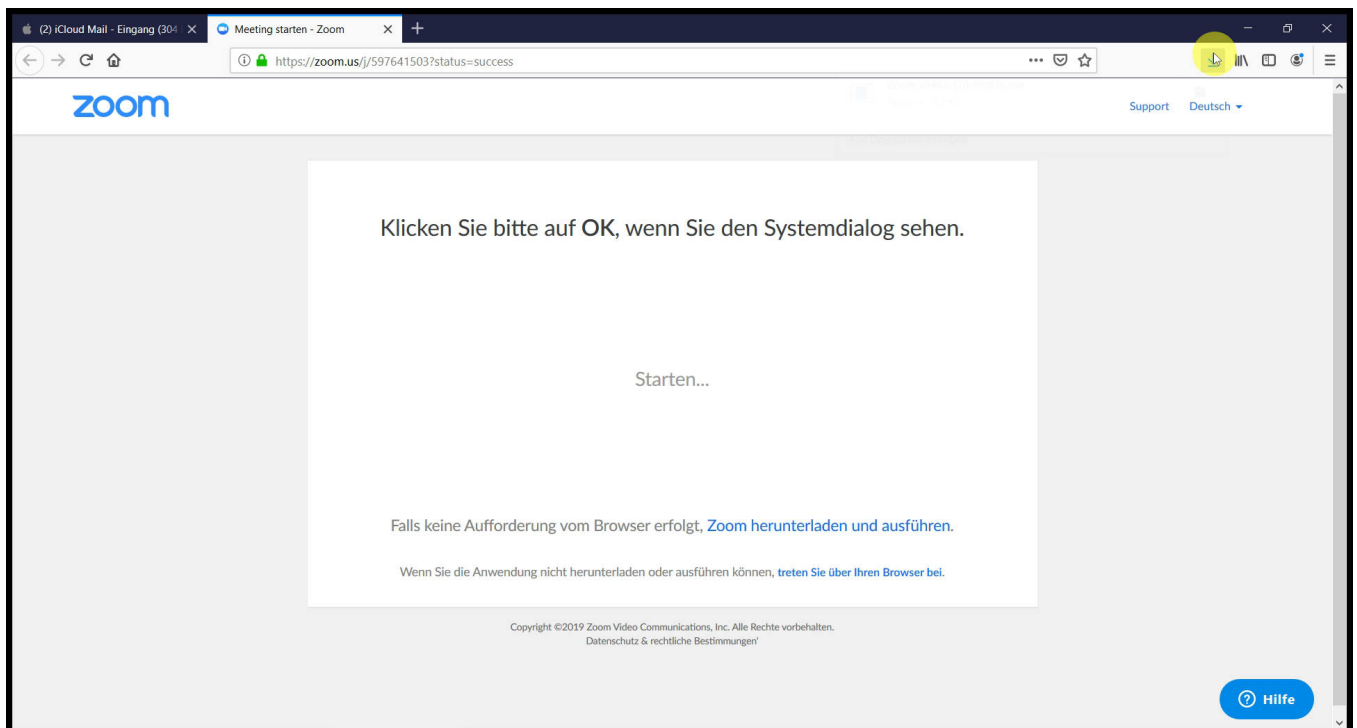 (2) iCloud Mail - Eingang (304
Meeting starten - Zoom
https://zoom.us/j/597641503?status=success
zoom
Support Deutsch
Klicken Sie bitte auf OK, wenn Sie den Systemdialog sehen.
Starten...
Falls keine Aufforderung vom Browser erfolgt, Zoom herunterladen und ausführen.
Wenn Sie die Anwendung nicht herunterladen oder ausführen können, treten Sie über Ihren Browser bei.
Copyright ©2019 Zoom Video Communications, Inc. Alle Rechte vorbehalten.
Datenschutz & rechtliche Bestimmungen'
Hilfe